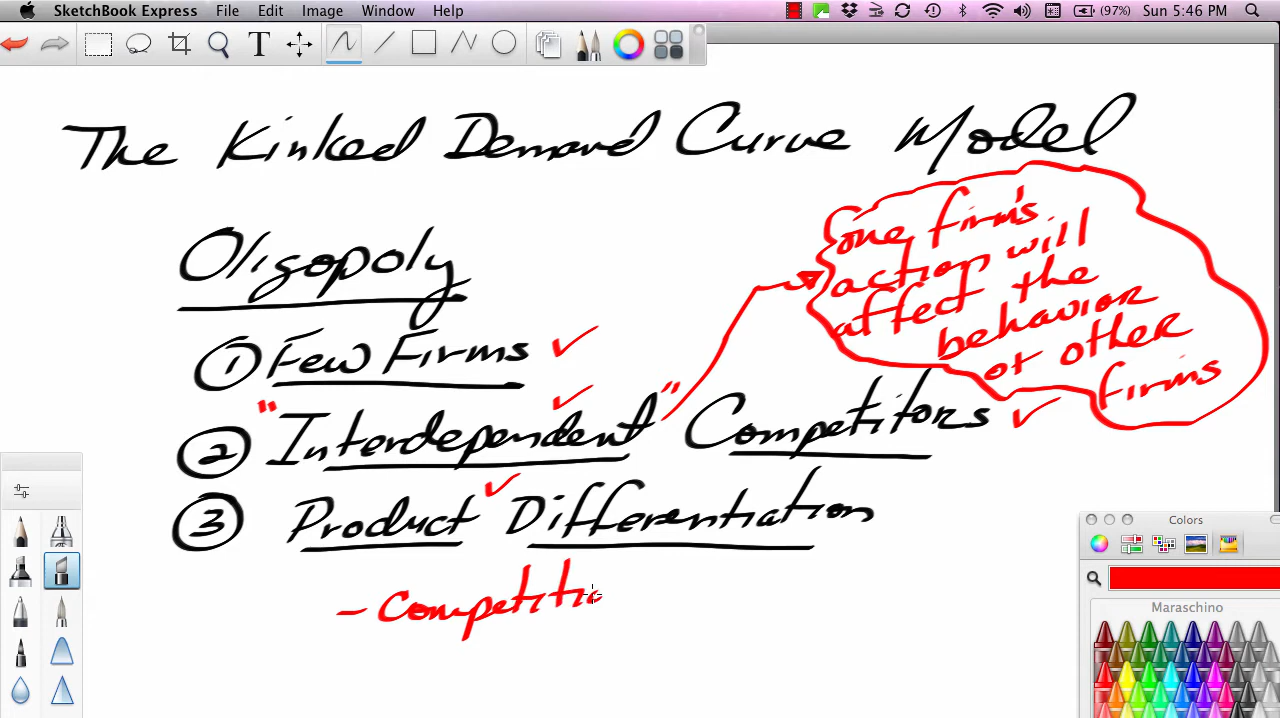 SketchBook Express File Edit Image Window Help (97%) Sun 5:46 PM
T
The Kinked Demand Curve Model
Oligopoly
① Few Firms
② "Interdependent" Competitors
③ Product Differentiation
- Competitio
one firm's
action will
affect the
behavior
of other
firms
Colors
Maraschino